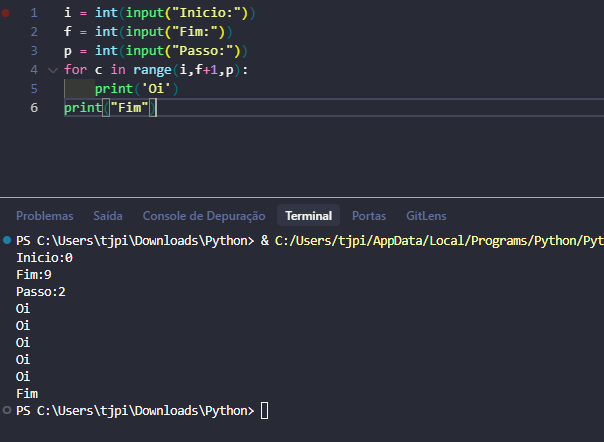 1 i = int(input("Inicio:"))
2 f = int(input("Fim:"))
3 p = int(input("Passo:"))
4 for c in range(i,f+1,p):
5 print('Oi')
6 print("Fim")
Problemas Saída Console de Depuração Terminal Portas GitLens
PS C:\Users\tjpi\Downloads\Python> & C:/Users/tjpi/AppData/Local/Programs/Python/Pyt
Inicio:0
Fim:9
Passo:2
Oi
Oi
Oi
Oi
Oi
Fim
PS C:\Users\tjpi\Downloads\Python>